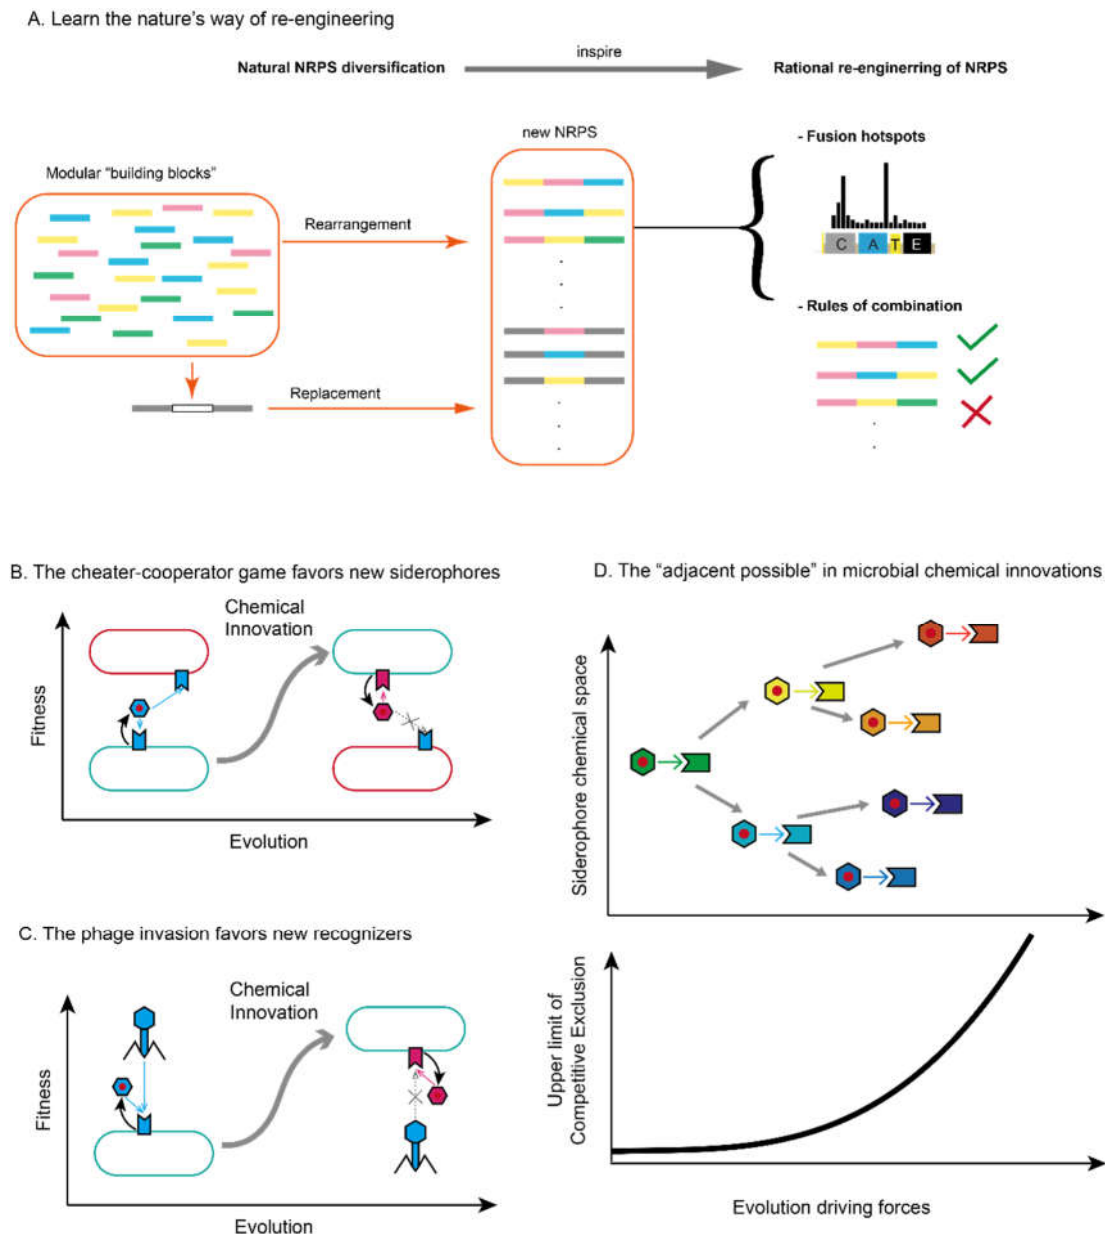 A. Learn the nature's way of re-engineering
inspire
Natural NRPS diversification
Rational re-enginerring of NRPS
new NRPS
- Fusion hotspots
Modular “building blocks”
Rearrangement
C A T E
- Rules of combination
Replacement
B. The cheater-cooperator game favors new siderophores
Chemical
Innovation
Fitness
Evolution
D. The “adjacent possible” in microbial chemical innovations
Siderophore chemical space
C. The phage invasion favors new recognizers
Chemical
Innovation
Fitness
Evolution
Upper limit of
Competitive Exclusion
Evolution driving forces